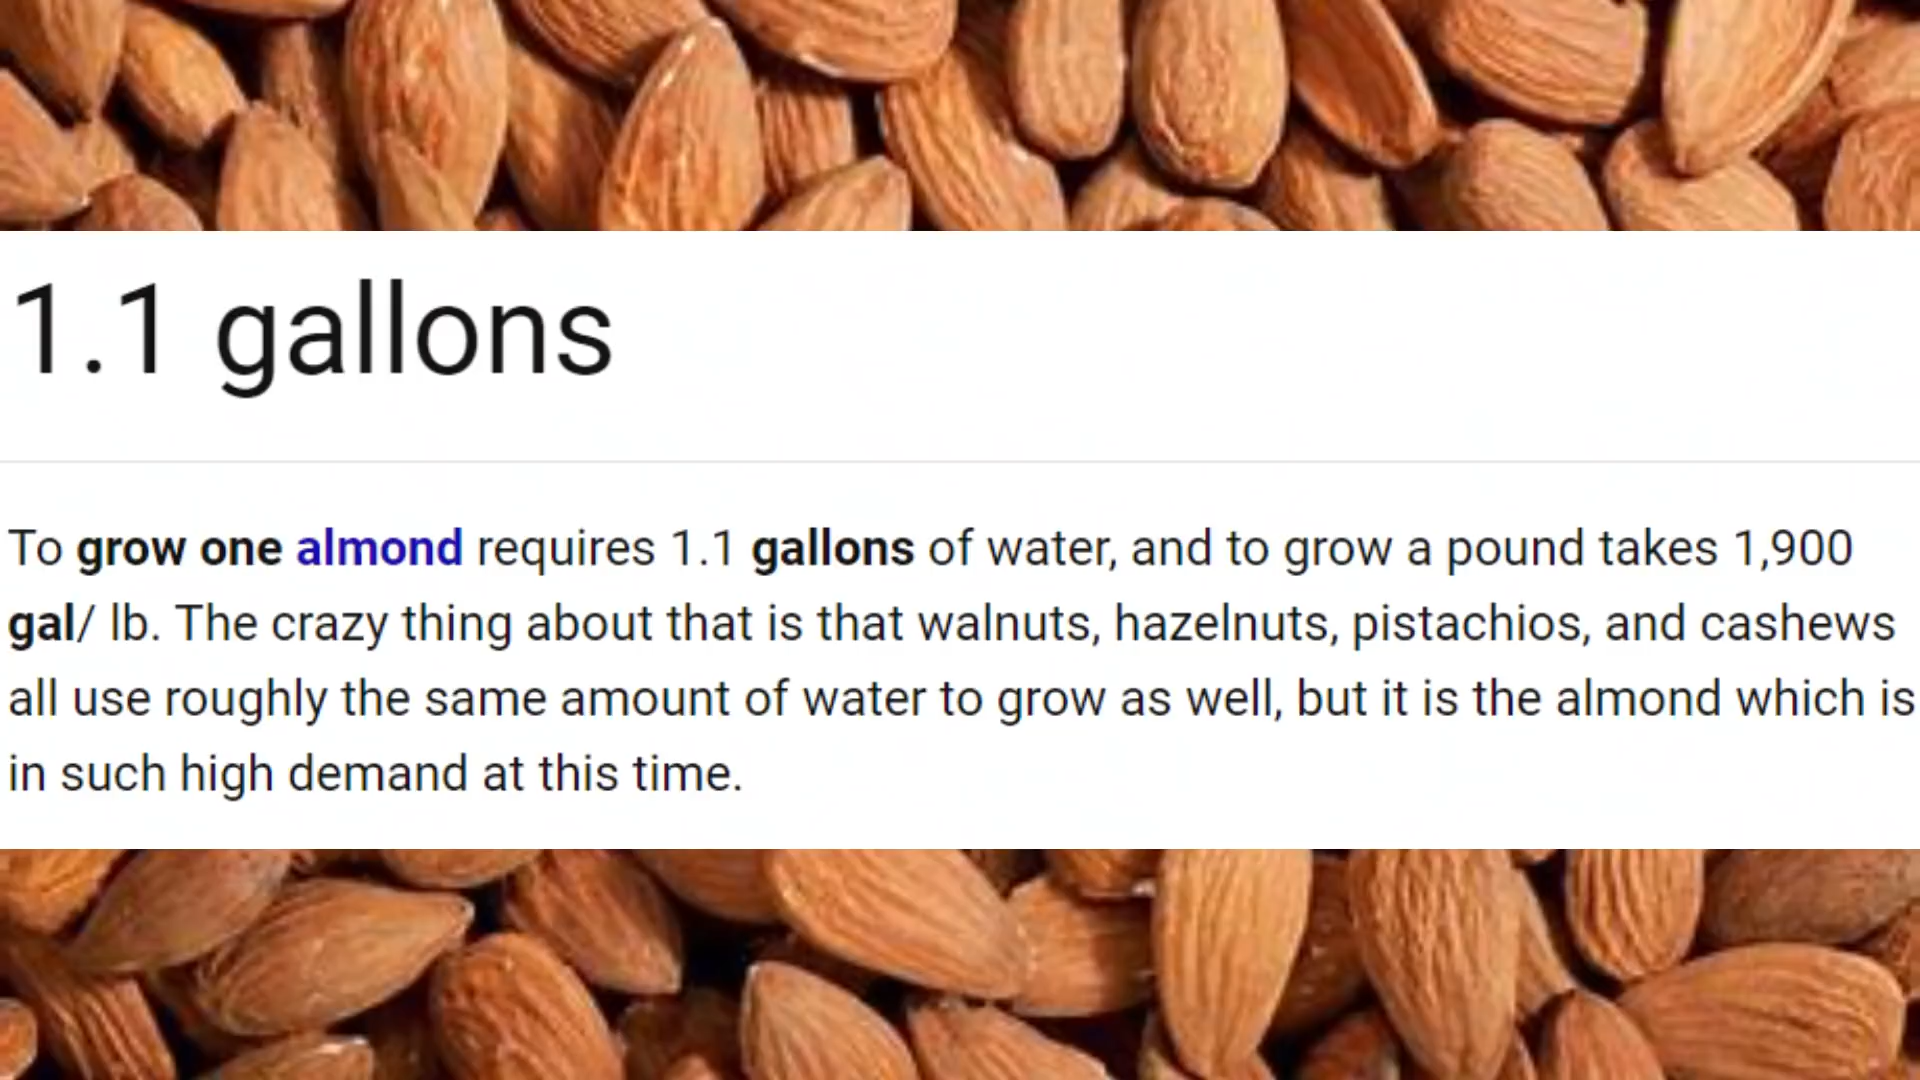 1.1 gallons
To grow one almond requires 1.1 gallons of water, and to grow a pound takes 1,900
gal/ lb. The crazy thing about that is that walnuts, hazelnuts, pistachios, and cashews
all use roughly the same amount of water to grow as well, but it is the almond which is
in such high demand at this time.